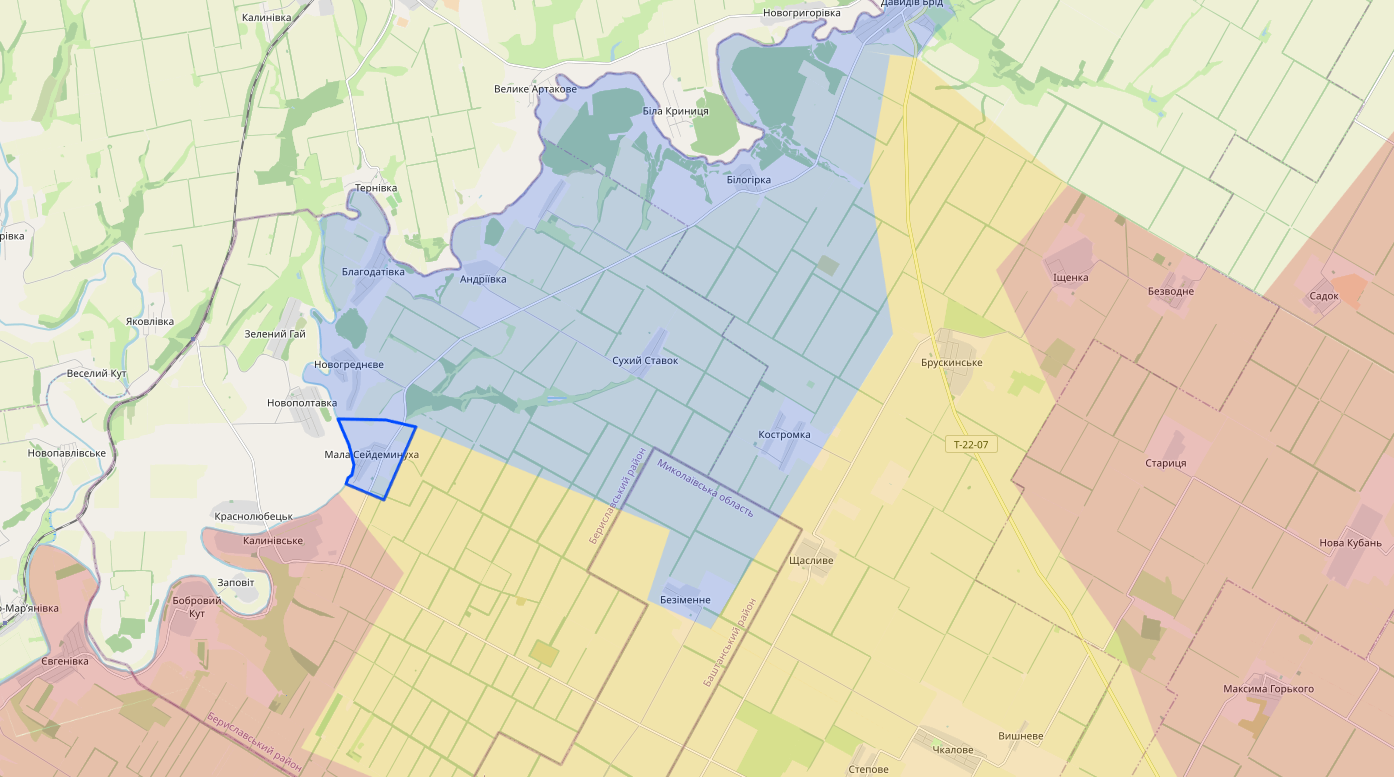 Давидів Брід
Новогригорівка
Калинівка
Велике Артакове
Біла Криниця
Білогірка
Тернівка
рівка
Благодатівка
Андріївка
Іщенка
Безводне
Садок
Яковлівка
Зелений Гай
Новогреднєве
Сухий Ставок
Брускинське
Веселий Кут
Новополтавка
Костромка
Т-22-07
Новопавлівське
Мала Сейдеминуха
Стариця
Бериславський район
Миколаївська область
Краснолюбецьк
Калинівське
Нова Кубань
Щасливе
Заповіт
Безіменне
Бобровий
Кут
о-Мар'янівка
Баштанський район
Євгенівка
Максима Горького
Бериславський район
Вишневе
Чкалове
Степове